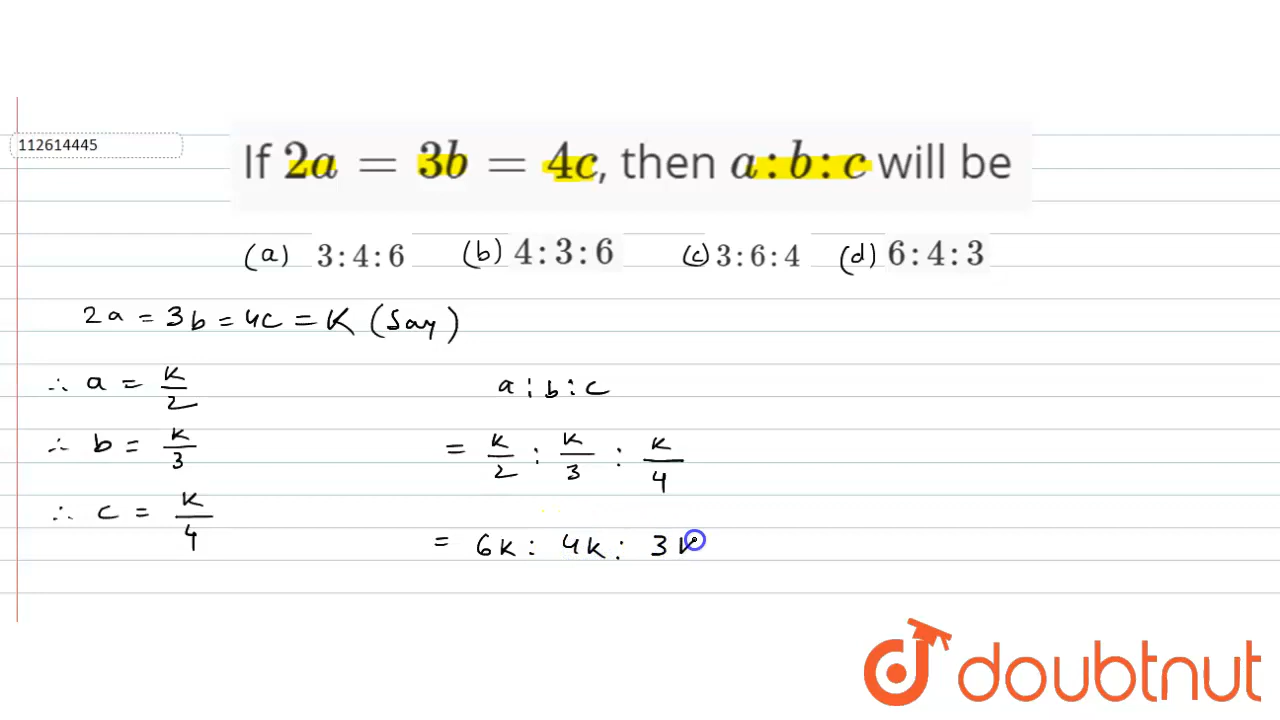 112614445
If 2a = 3b = 4c, then a : b : c will be
(a) 3 : 4 : 6 (b) 4 : 3 : 6 (c) 3 : 6 : 4 (d) 6 : 4 : 3
2a = 3b = 4c = K (Say)
∴ a = K/2
∴ b = K/3
∴ c = K/4
a : b : c
= K/2 : K/3 : K/4
= 6K : 4K : 3K
doubtnut